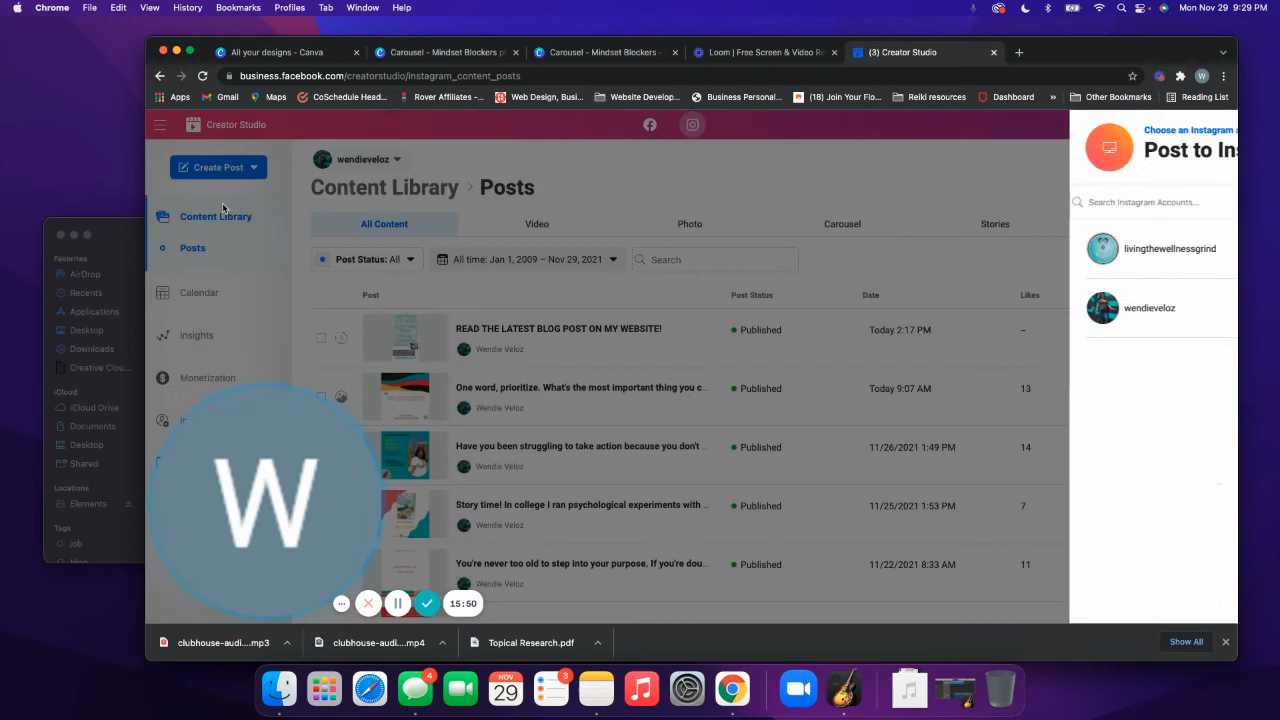 Chrome File Edit View History Bookmarks Profiles Tab Window Help
Mon Nov 29 9:29 PM
All your designs - Canva
Carousel - Mindset Blockers p
Carousel - Mindset Blockers -
Loom | Free Screen & Video Re
(3) Creator Studio
business.facebook.com/creatorstudio/instagram_content_posts
W
Apps Gmail Maps CoSchedule Head... Rover Affiliates -... Web Design, Busi... Website Develop... Business Personal... (18) Join Your Flo... Reiki resources Dashboard » Other Bookmarks Reading List
Creator Studio
Create Post
Content Library
Posts
Calendar
Insights
Monetization
wendieveloz
Content Library › Posts
All Content Video Photo Carousel Stories
Post Status: All
All time: Jan 1, 2009 – Nov 29, 2021
Search
Post Post Status Date Likes
READ THE LATEST BLOG POST ON MY WEBSITE! Published Today 2:17 PM --
Wendie Veloz
One word, prioritize. What's the most important thing you c... Published Today 9:07 AM 13
Wendie Veloz
Have you been struggling to take action because you don't ... Published 11/26/2021 1:49 PM 14
Wendie Veloz
Story time! In college I ran psychological experiments with ... Published 11/25/2021 1:53 PM 7
Wendie Veloz
You're never too old to step into your purpose. If you're dou... Published 11/22/2021 8:33 AM 11
Wendie Veloz
Choose an Instagram
Post to Ins
Search Instagram Accounts...
livingthewellnessgrind
wendieveloz
Favorites
AirDrop
Recents
Applications
Desktop
Downloads
Creative Clou...
iCloud
iCloud Drive
Documents
Desktop
Shared
Locations
Elements
Tags
job
blog
W
15:50
clubhouse-audi....mp3
clubhouse-audi....mp4
Topical Research.pdf
Show All
NOV
29
4
3